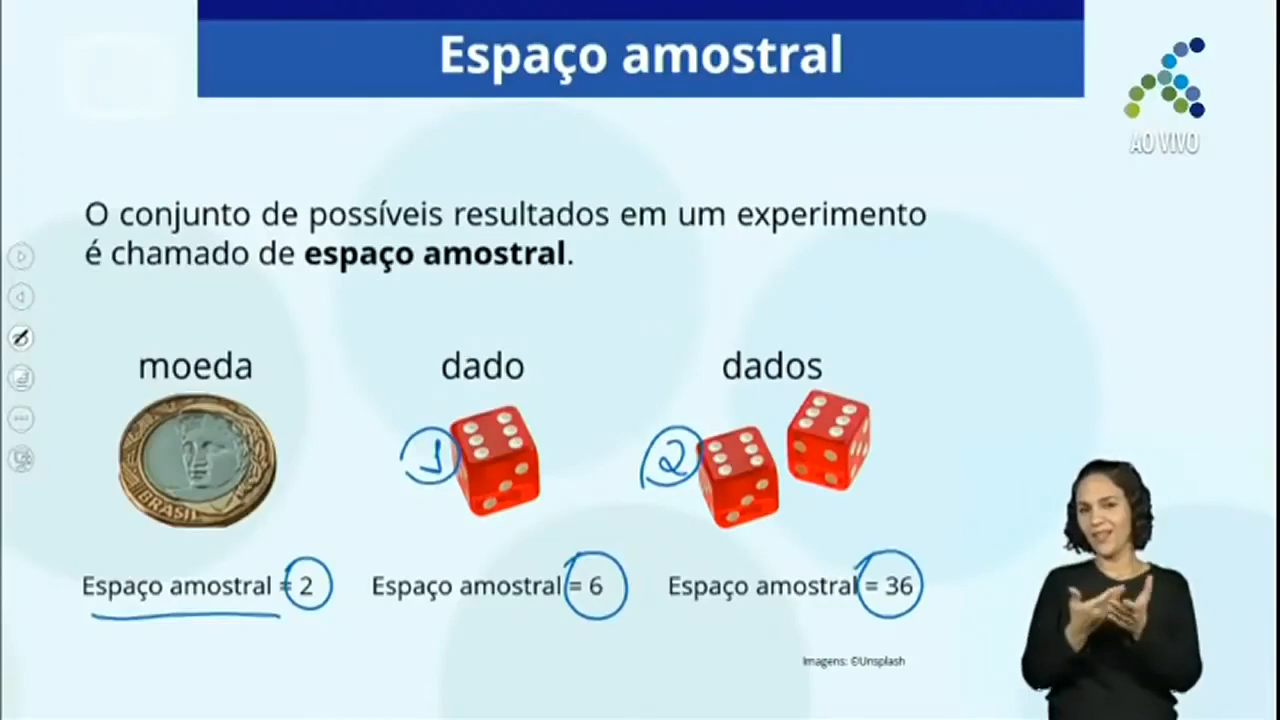 Espaço amostral
AO VIVO
O conjunto de possíveis resultados em um experimento
é chamado de espaço amostral.
moeda
dado
dados
BRASIL
1
2
Espaço amostral = 2
Espaço amostral = 6
Espaço amostral = 36
Imagens: ©Unsplash